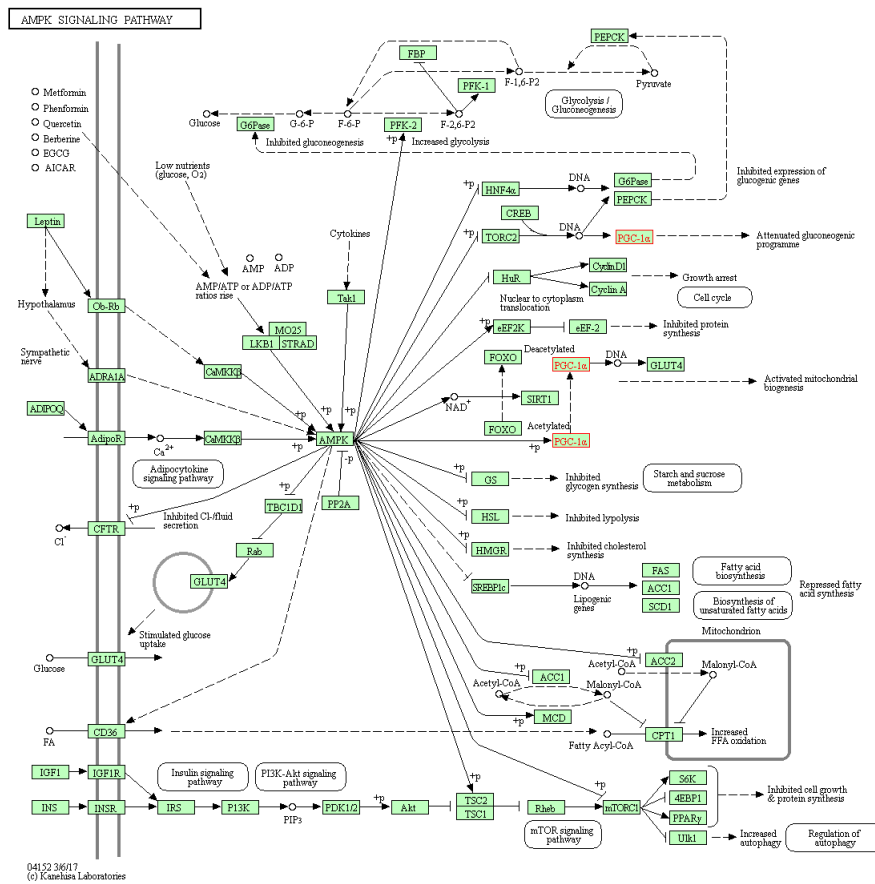 AMPK SIGNALING PATHWAY
Metformin
Phenformin
Quercetin
Berberine
EGCG
AICAR
Low nutrients
(glucose, O2)
FBP
PFK-1
F-1,6-P2
PEPCK
Pyruvate
Glycolysis /
Gluconeogenesis
Glucose
G6Pase
G-6-P
F-6-P
PFK-2
F-2,6-P2
+p
Inhibited gluconeogenesis
Increased glycolysis
Leptin
Hypothalamus
Sympathetic
nerve
Ob-Rb
ADRA1A
ADIPOQ
AdipoR
Ca2+
CaMKKβ
CaMKKβ
Cytokines
Tak1
AMP
ADP
AMP/ATP or ADP/ATP
ratios rise
MO25
LKB1
STRAD
+p
+p
+p
+p
AMPK
-p
PP2A
Adipocytokine
signaling pathway
+p
HNF4α
DNA
G6Pase
PEPCK
Inhibited expression of
glucogenic genes
CREB
+p
TORC2
DNA
PGC-1α
Attenuated gluconeogenic
programme
HuR
CyclinD1
Cyclin A
Growth arrest
Cell cycle
Nuclear to cytoplasm
translocation
+p
eEF2K
eEF-2
Inhibited protein
synthesis
FOXO
Deacetylated
PGC-1α
DNA
GLUT4
Activated mitochondrial
biogenesis
NAD+
SIRT1
FOXO
Acetylated
+p
PGC-1α
+p
GS
Inhibited
glycogen synthesis
Starch and sucrose
metabolism
+p
HSL
Inhibited lypolysis
+p
HMGR
Inhibited cholesterol
synthesis
SREBP1c
DNA
Lipogenic
genes
FAS
ACC1
SCD1
Fatty acid
biosynthesis
Biosynthesis of
unsaturated fatty acids
Repressed fatty
acid synthesis
+p
CFTR
Cl-
Inhibited Cl-/fluid
secretion
+p
TBC1D1
Rab
GLUT4
Stimulated glucose
uptake
Glucose
GLUT4
FA
CD36
Mitochondrion
+p
ACC2
Acetyl-CoA
Malonyl-CoA
+p
ACC1
Acetyl-CoA
Malonyl-CoA
+p
MCD
Fatty Acyl-CoA
CPT1
Increased
FFA oxidation
IGF1
IGF1R
Insulin signaling
pathway
PI3K-Akt signaling
pathway
INS
INSR
IRS
P13K
PIP3
PDK1/2
+p
Akt
+p
TSC2
TSC1
Rheb
+p
mTORC1
mTOR signaling
pathway
S6K
4EBP1
PPARγ
Ulk1
Inhibited cell growth
& protein synthesis
Increased
autophagy
Regulation of
autophagy
04152 3/6/17
(c) Kanehisa Laboratories